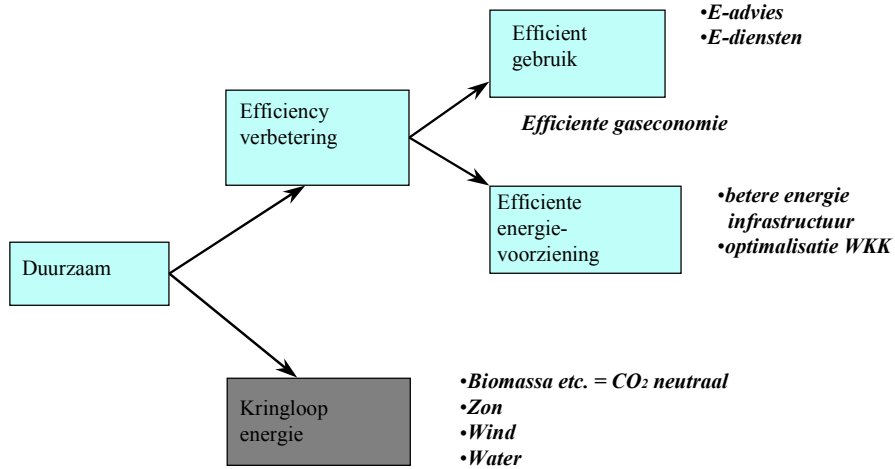 Efficient
gebruik
•E-advies
•E-diensten
Efficiency
verbetering
Efficiente gaseconomie
Efficiente
energie-
voorziening
•betere energie
infrastructuur
•optimalisatie WKK
Duurzaam
Kringloop
energie
•Biomassa etc. = CO₂ neutraal
•Zon
•Wind
•Water